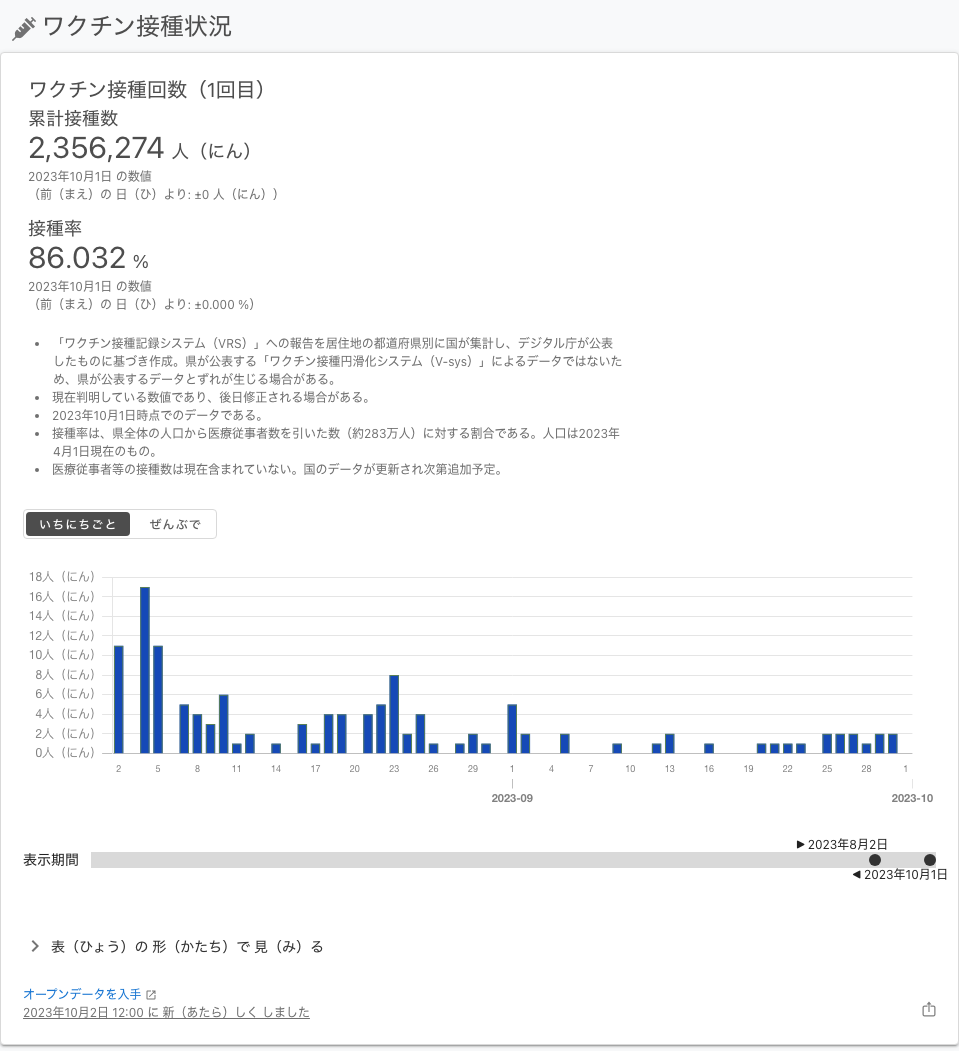 ワクチン接種状況
ワクチン接種回数（1回目）
累計接種数
2,356,274 人（にん）
2023年10月1日 の数値
（前（まえ）の 日（ひ）より: ±0 人（にん））
接種率
86.032 %
2023年10月1日 の数値
（前（まえ）の 日（ひ）より: ±0.000 %）
• 「ワクチン接種記録システム（VRS）」への報告を居住地の都道府県別に国が集計し、デジタル庁が公表
したものに基づき作成。県が公表する「ワクチン接種円滑化システム（V-sys）」によるデータではないた
め、県が公表するデータとずれが生じる場合がある。
• 現在判明している数値であり、後日修正される場合がある。
• 2023年10月1日時点でのデータである。
• 接種率は、県全体の人口から医療従事者数を引いた数（約283万人）に対する割合である。人口は2023年
4月1日現在のもの。
• 医療従事者等の接種数は現在含まれていない。国のデータが更新され次第追加予定。
いちにちごと ぜんぶで
18人（にん）
16人（にん）
14人（にん）
12人（にん）
10人（にん）
8人（にん）
6人（にん）
4人（にん）
2人（にん）
0人（にん）
2 5 8 11 14 17 20 23 26 29 1 4 7 10 13 16 19 22 25 28 1
2023-09 2023-10
▶ 2023年8月2日
表示期間
◀ 2023年10月1日
表（ひょう）の 形（かたち）で 見（み）る
オープンデータを入手
2023年10月2日 12:00 に 新（あたら）しく しました